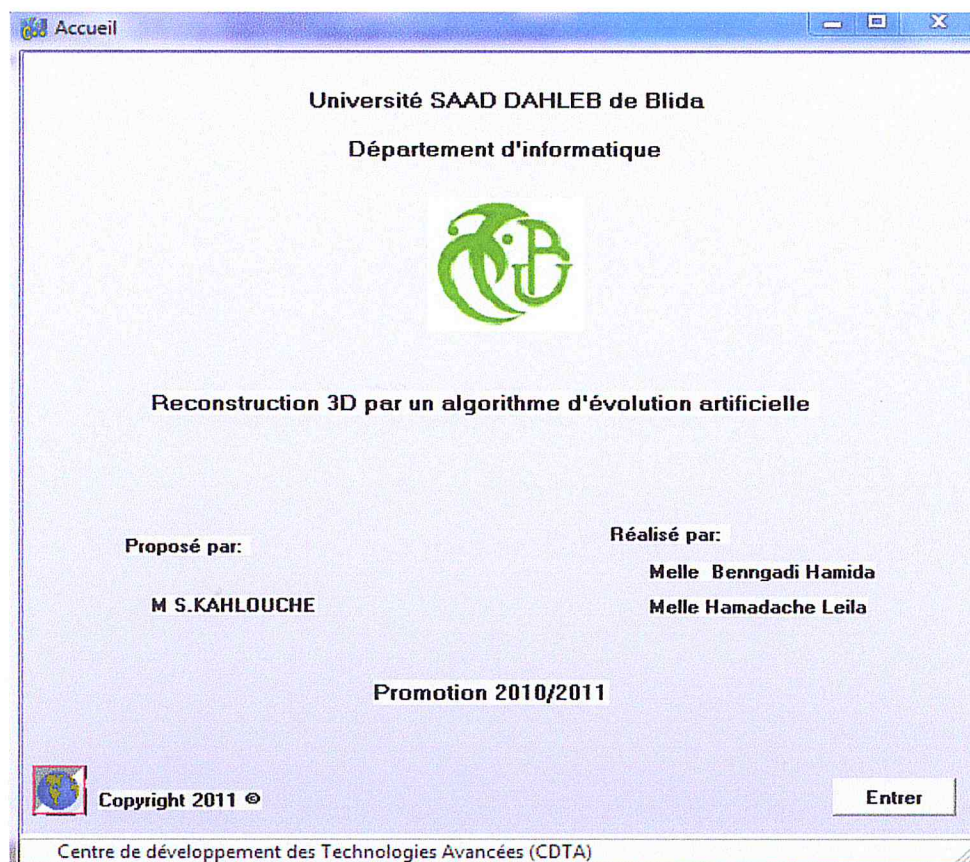 Accueil
Université SAAD DAHLEB de Blida
Département d'informatique
Reconstruction 3D par un algorithme d'évolution artificielle
Proposé par:
M S.KAHLOUCHE
Réalisé par:
Melle Benngadi Hamida
Melle Hamadache Leila
Promotion 2010/2011
Copyright 2011 ©
Entrer
Centre de développement des Technologies Avancées (CDTA)